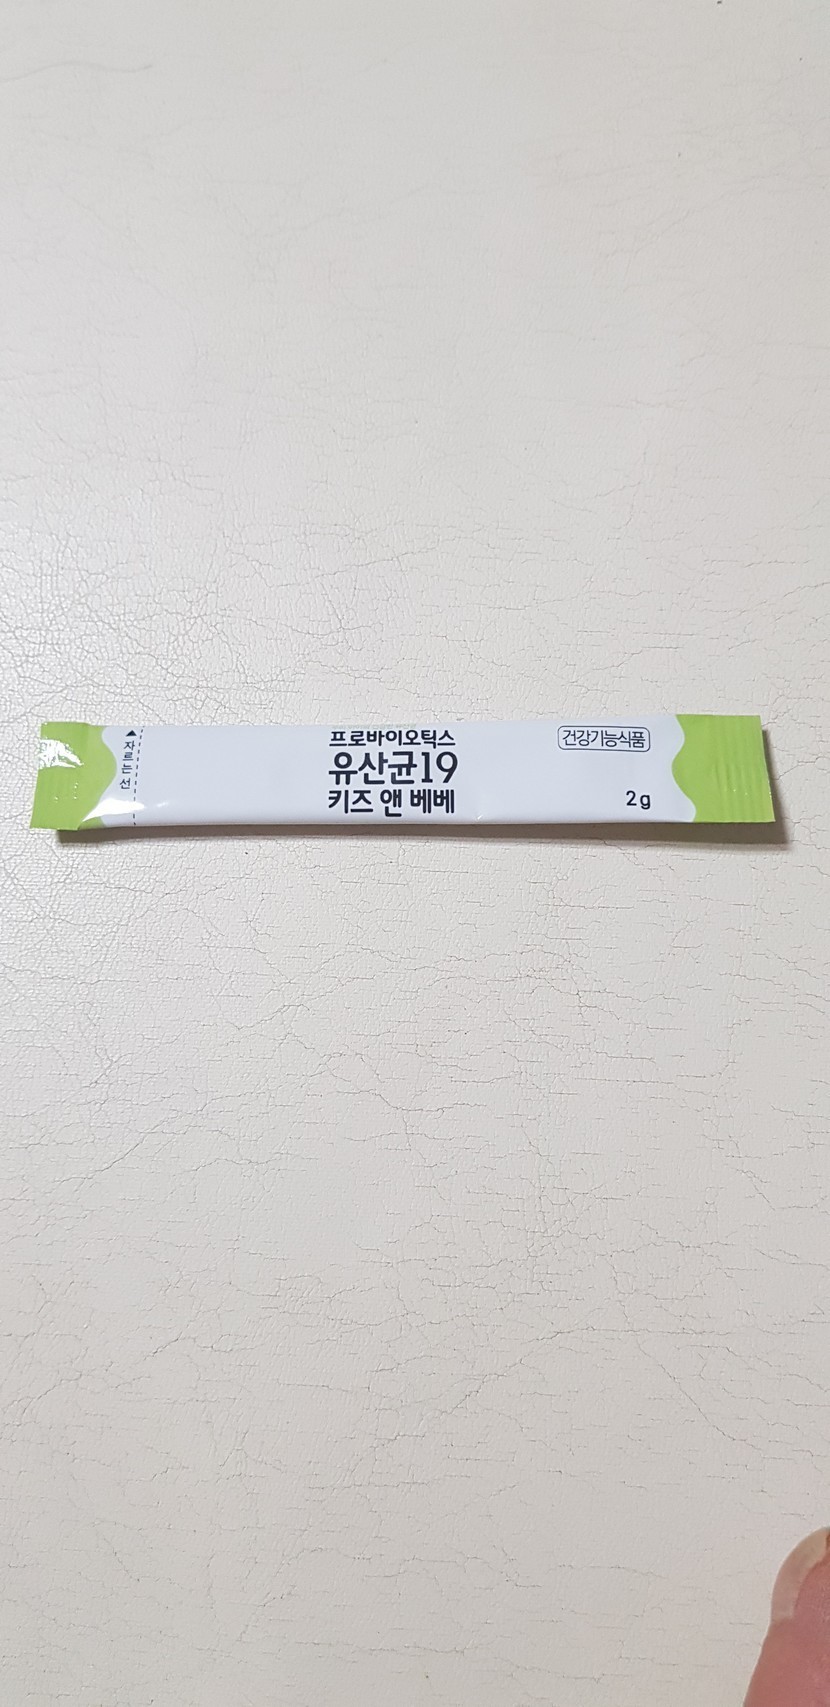 ▲자르는 선
프로바이오틱스
유산균19
키즈 앤 베베
건강기능식품
2g